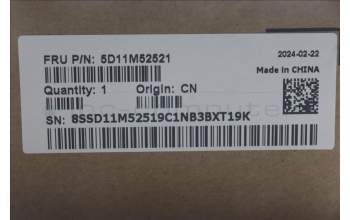 2024-02-22
FRU P/N: 5D11M52521
Made in CHINA
Quantity: 1 Origin: CN
SN: 8SSD11M52519C1NB3BXT19K